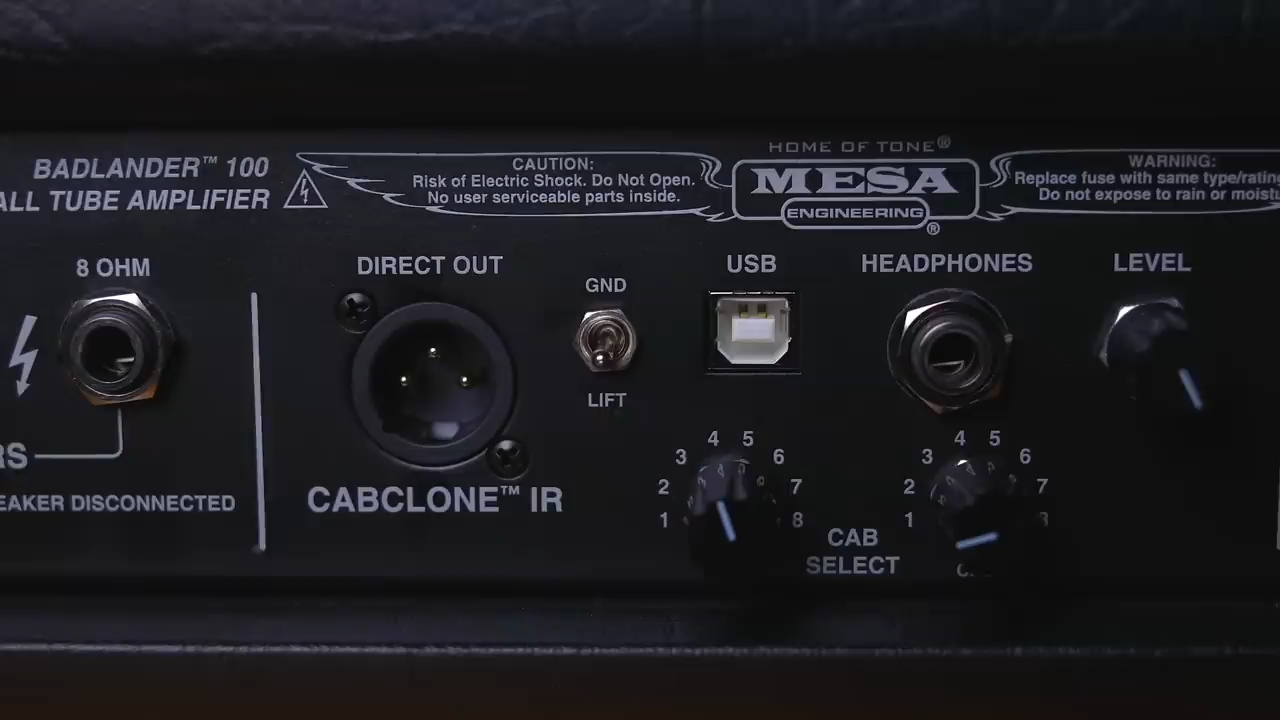 BADLANDER™ 100
ALL TUBE AMPLIFIER
CAUTION:
Risk of Electric Shock. Do Not Open.
No user serviceable parts inside.
HOME OF TONE®
MESA
ENGINEERING®
WARNING:
Replace fuse with same type/rating
Do not expose to rain or moistu
8 OHM
DIRECT OUT
GND
LIFT
USB
HEADPHONES
LEVEL
RS
EAKER DISCONNECTED
CABCLONE™ IR
1 2 3 4 5 6 7 8
CAB
SELECT
1 2 3 4 5 6 7 8